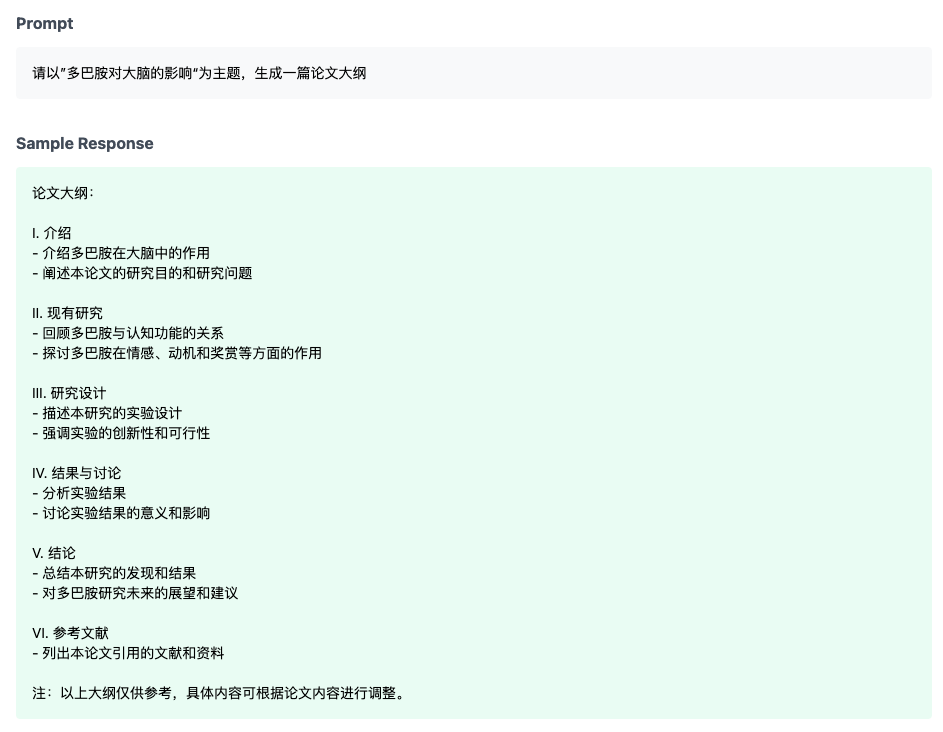 Prompt
请以”多巴胺对大脑的影响“为主题，生成一篇论文大纲
Sample Response
论文大纲：
I. 介绍
- 介绍多巴胺在大脑中的作用
- 阐述本论文的研究目的和研究问题
II. 现有研究
- 回顾多巴胺与认知功能的关系
- 探讨多巴胺在情感、动机和奖赏等方面的作用
III. 研究设计
- 描述本研究的实验设计
- 强调实验的创新性和可行性
IV. 结果与讨论
- 分析实验结果
- 讨论实验结果的意义和影响
V. 结论
- 总结本研究的发现和结果
- 对多巴胺研究未来的展望和建议
VI. 参考文献
- 列出本论文引用的文献和资料
注：以上大纲仅供参考，具体内容可根据论文内容进行调整。